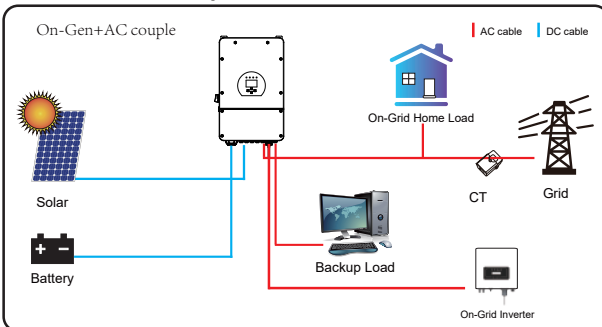 On-Gen+AC couple
AC cable
DC cable
On-Grid Home Load
Solar
CT
Grid
Battery
Backup Load
On-Grid Inverter